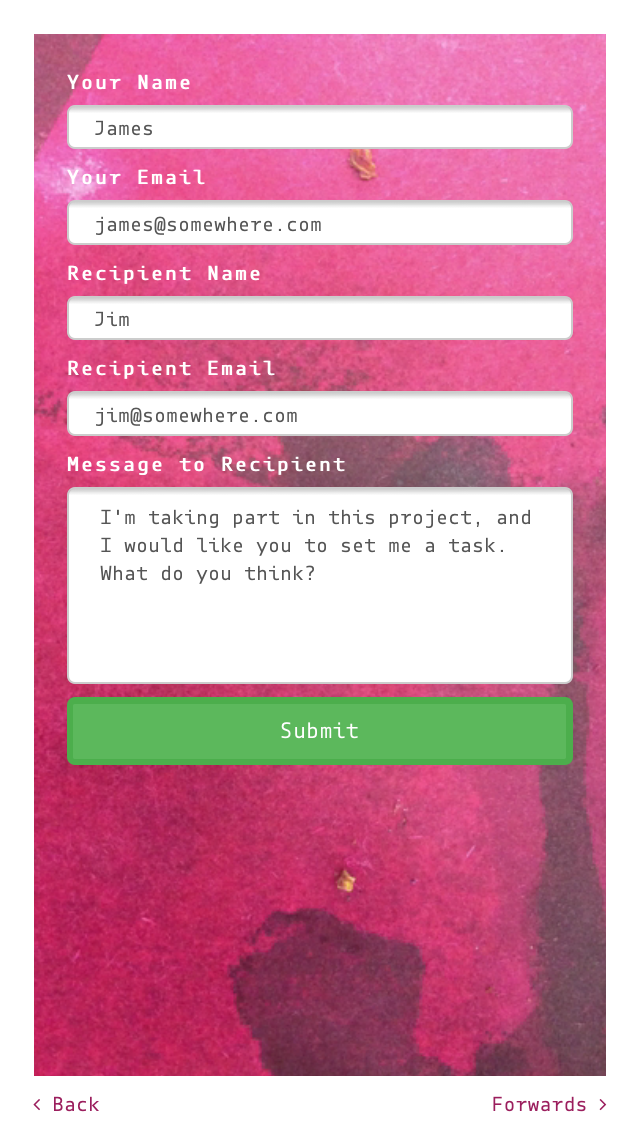 Your Name
James
Your Email
james@somewhere.com
Recipient Name
Jim
Recipient Email
jim@somewhere.com
Message to Recipient
I'm taking part in this project, and
I would like you to set me a task.
What do you think?
Submit
Back
Forwards